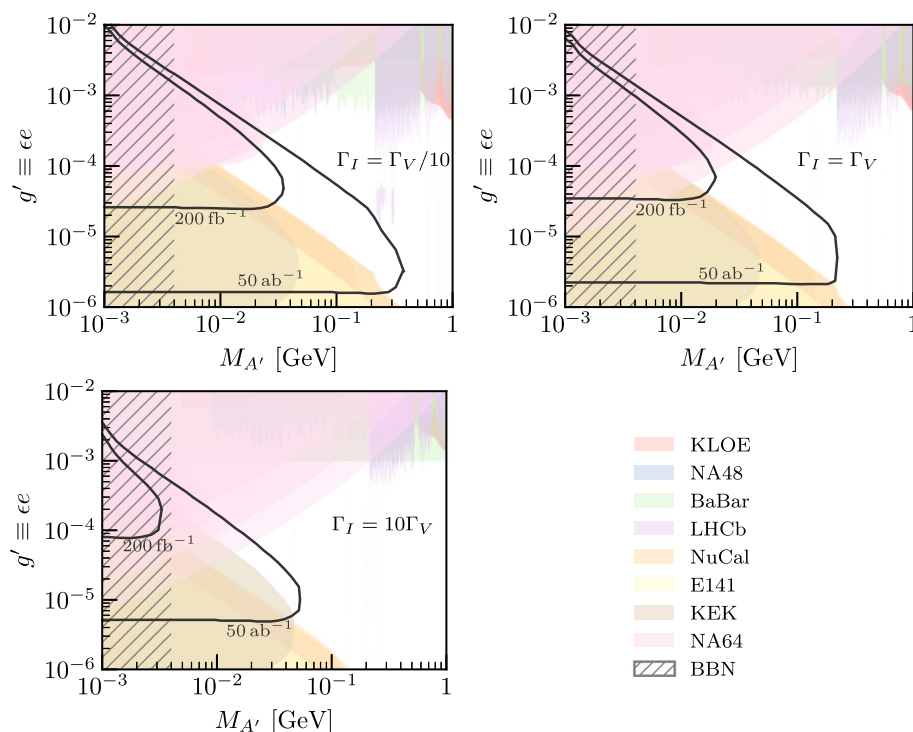 10⁻²
10⁻³
10⁻⁴
10⁻⁵
10⁻⁶
g′ ≡ ϵe
Γ_I = Γ_V/10
200 fb⁻¹
50 ab⁻¹
10⁻³ 10⁻² 10⁻¹ 1
M_A′ [GeV]
10⁻²
10⁻³
10⁻⁴
10⁻⁵
10⁻⁶
g′ ≡ ϵe
Γ_I = Γ_V
200 fb⁻¹
50 ab⁻¹
10⁻³ 10⁻² 10⁻¹ 1
M_A′ [GeV]
10⁻²
10⁻³
10⁻⁴
10⁻⁵
10⁻⁶
g′ ≡ ϵe
Γ_I = 10Γ_V
200 fb⁻¹
50 ab⁻¹
10⁻³ 10⁻² 10⁻¹ 1
M_A′ [GeV]
KLOE
NA48
BaBar
LHCb
NuCal
E141
KEK
NA64
BBN